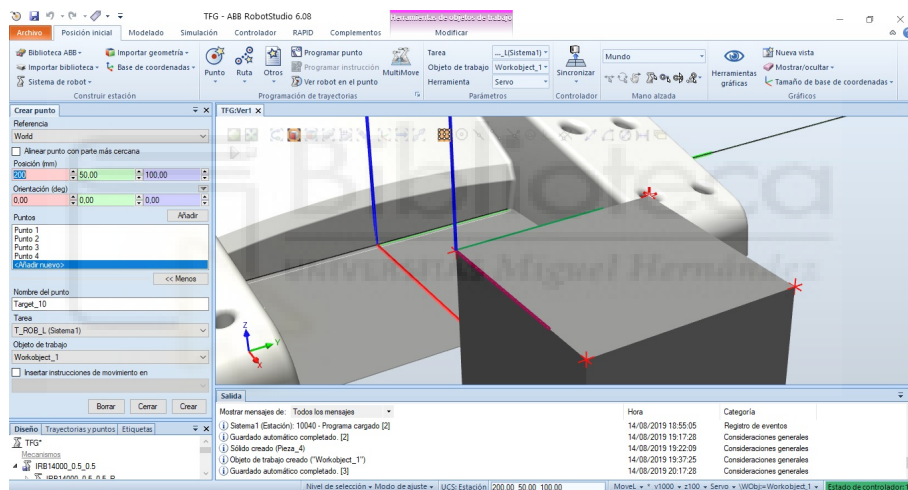 TFG - ABB RobotStudio 6.08
Herramientas de objetos de trabajo
Archivo Posición inicial Modelado Simulación Controlador RAPID Complementos Modificar
Biblioteca ABB
Importar geometría
Importar biblioteca
Base de coordenadas
Sistema de robot
Construir estación
Punto Ruta Otros
Programar punto
Programar instrucción
Ver robot en el punto
MultiMove
Programación de trayectorias
Tarea ..._L(Sistema1)
Objeto de trabajo Workobject_1
Herramienta Servo
Parámetros
Sincronizar
Controlador
Mundo
Mano alzada
Herramientas gráficas
Nueva vista
Mostrar/ocultar
Tamaño de base de coordenadas
Gráficos
Crear punto
TFG:Ver1
Referencia
World
Alinear punto con parte más cercana
Posición (mm)
200 50,00 100,00
Orientación (deg)
0,00 0,00 0,00
Puntos Añadir
Punto 1
Punto 2
Punto 3
Punto 4
<Añadir nuevo>
<< Menos
Nombre del punto
Target_10
Tarea
T_ROB_L (Sistema1)
Objeto de trabajo
Workobject_1
Insertar instrucciones de movimiento en
Borrar Cerrar Crear
Biblioteca
UNIVERSITAS Miguel Hernández
Z
Y
X
Diseño Trayectorias y puntos Etiquetas
TFG*
Mecanismos
IRB14000_0.5_0.5
IRB14000_0.5_0.5_R
Salida
Mostrar mensajes de: Todos los mensajes Hora Categoría
Sistema1 (Estación): 10040 - Programa cargado [2] 14/08/2019 18:55:05 Registro de eventos
Guardado automático completado. [2] 14/08/2019 19:17:28 Consideraciones generales
Sólido creado (Pieza_4) 14/08/2019 19:22:09 Consideraciones generales
Objeto de trabajo creado ("Workobject_1") 14/08/2019 19:37:25 Consideraciones generales
Guardado automático completado. [3] 14/08/2019 20:17:28 Consideraciones generales
Nivel de selección Modo de ajuste UCS: Estación 200.00 50.00 100.00 MoveL * v1000 z100 Servo \WObj:=Workobject_1 Estado de controlador: 1